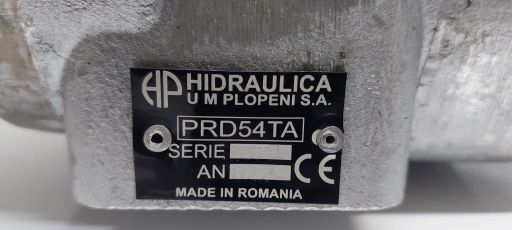 HP HIDRAULICA
U M PLOPENI S.A.
PRD54TA
SERIE
AN CE
MADE IN ROMANIA